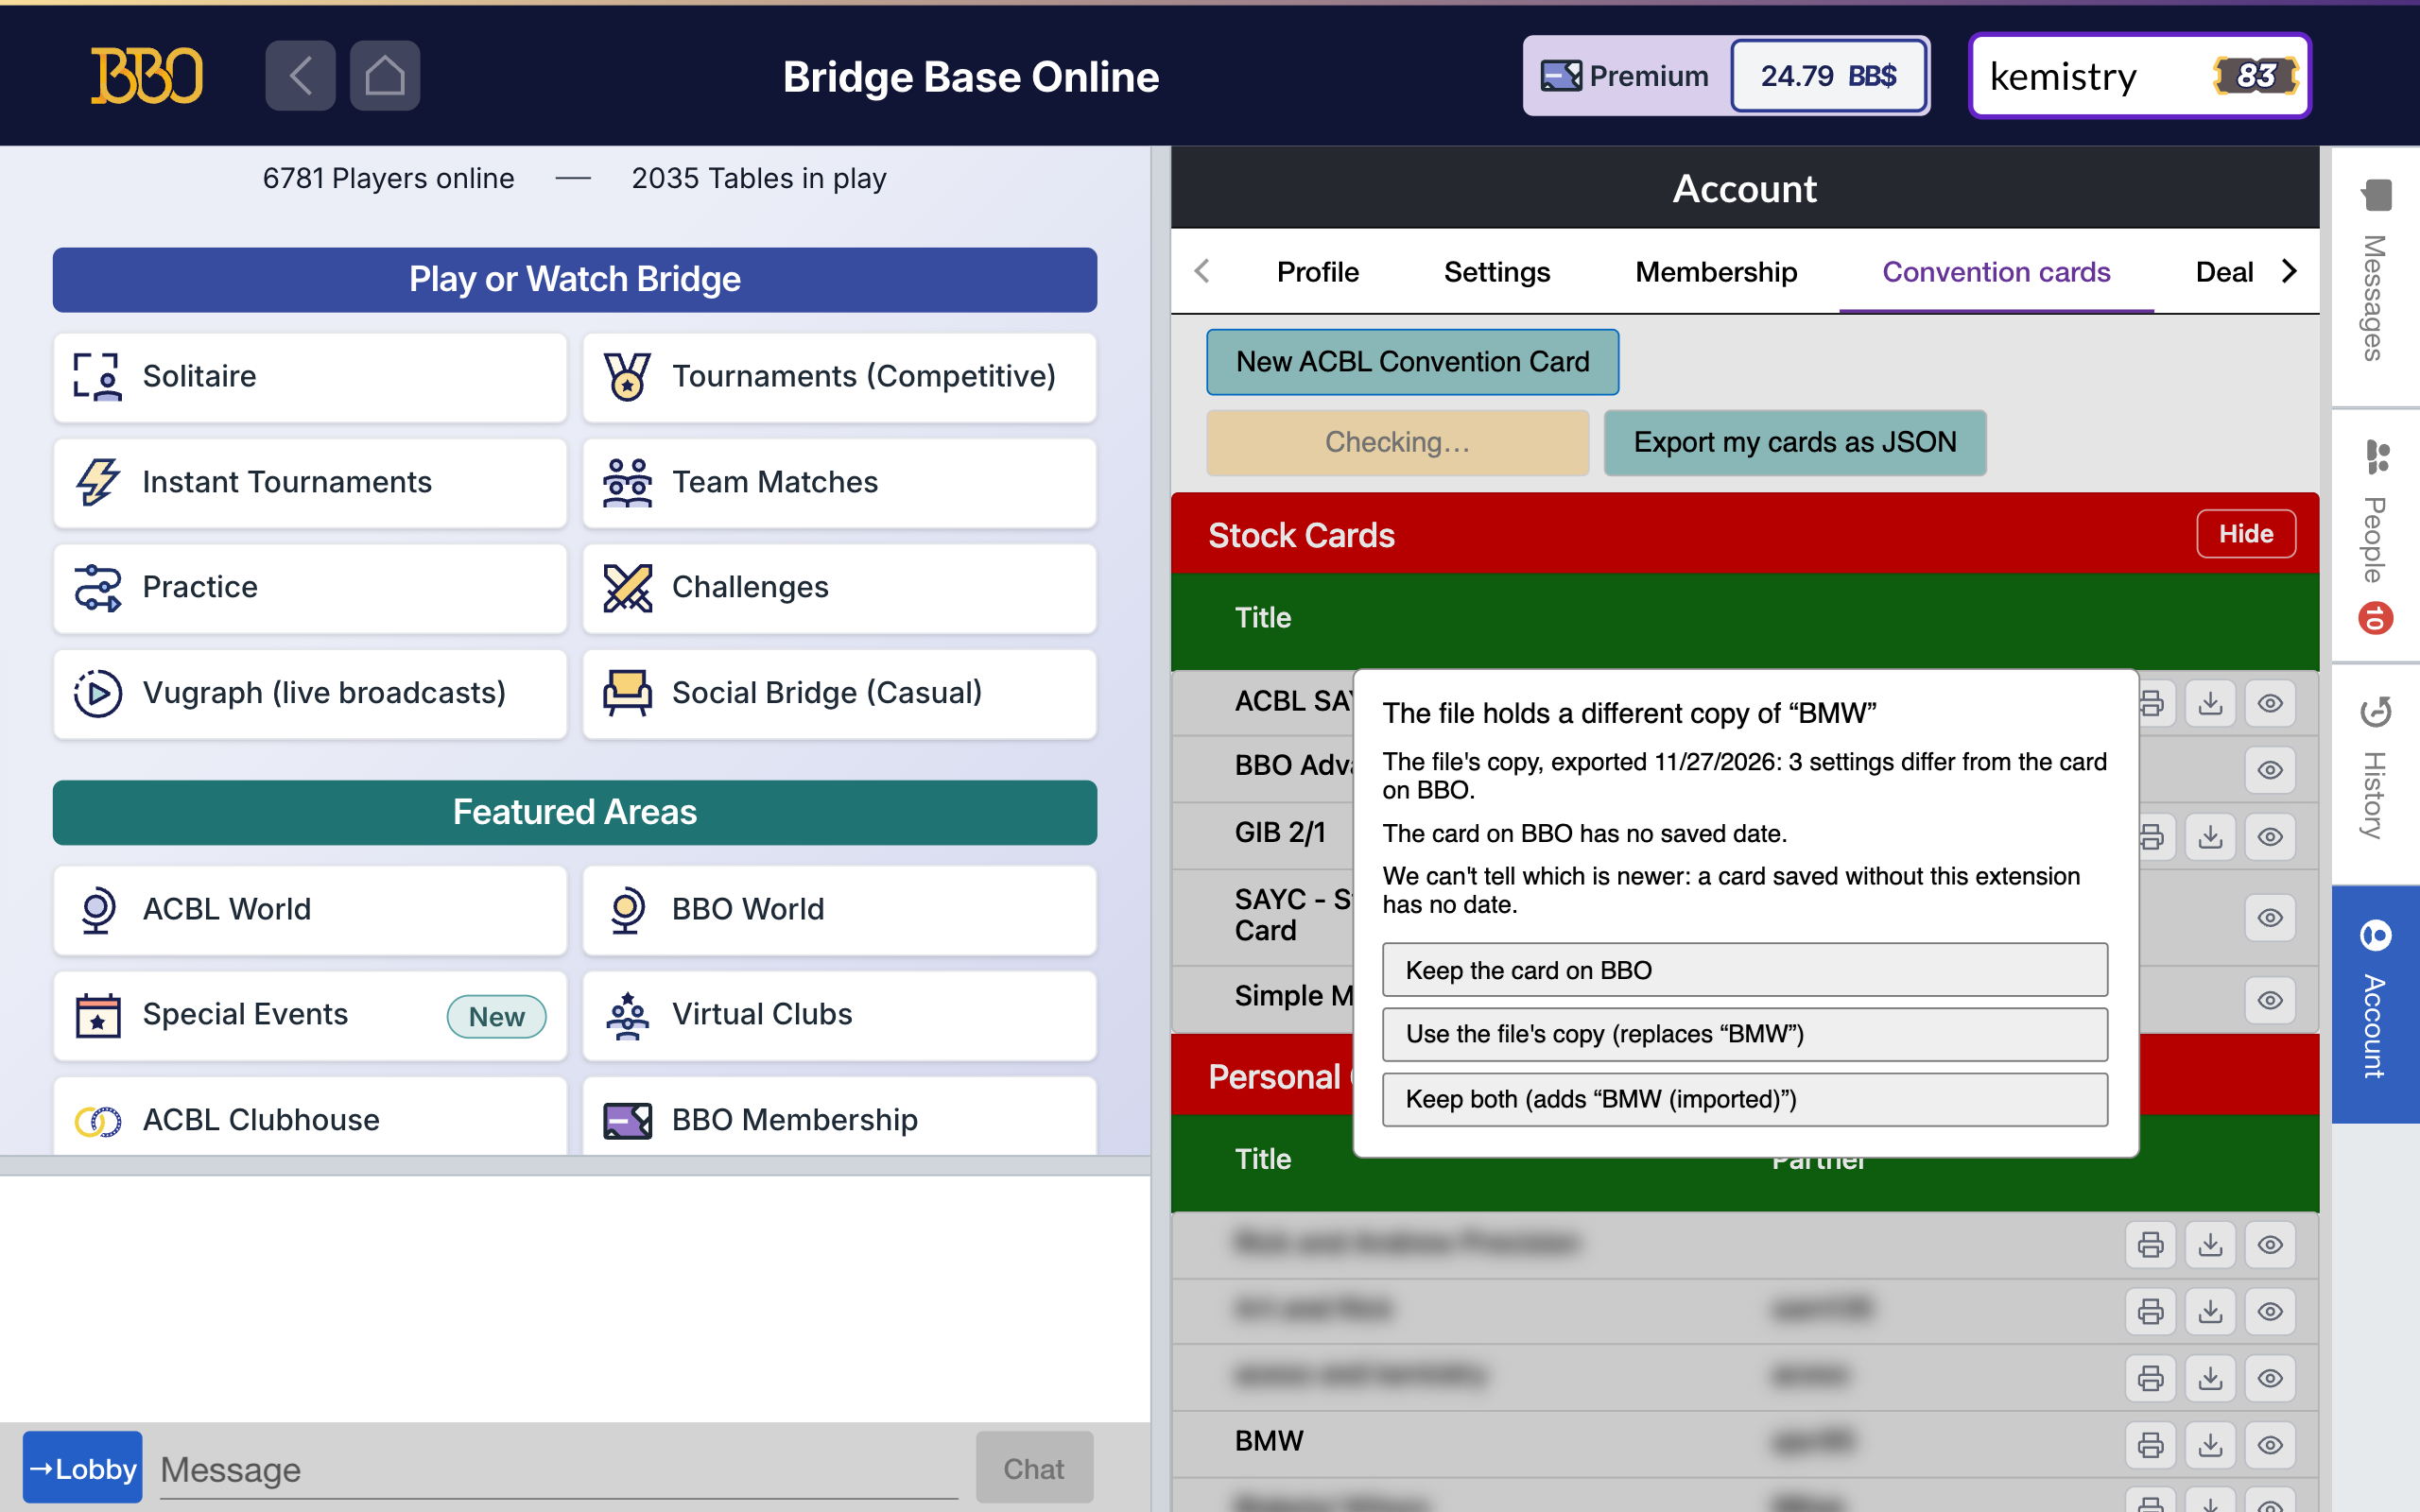 BBO
Bridge Base Online
Premium
24.79 BB$
kemistry
83
6781 Players online — 2035 Tables in play
Play or Watch Bridge
Solitaire
Tournaments (Competitive)
Instant Tournaments
Team Matches
Practice
Challenges
Vugraph (live broadcasts)
Social Bridge (Casual)
Featured Areas
ACBL World
BBO World
Special Events
New
Virtual Clubs
ACBL Clubhouse
BBO Membership
→Lobby
Message
Chat
Account
Profile
Settings
Membership
Convention cards
Deal
New ACBL Convention Card
Checking...
Export my cards as JSON
Stock Cards
Hide
Title
ACBL SA
BBO Adv
GIB 2/1
SAYC - S
Card
Simple M
The file holds a different copy of “BMW”
The file's copy, exported 11/27/2026: 3 settings differ from the card
on BBO.
The card on BBO has no saved date.
We can't tell which is newer: a card saved without this extension
has no date.
Keep the card on BBO
Use the file's copy (replaces “BMW”)
Keep both (adds “BMW (imported)”)
Personal
Title
Partner
BMW
Messages
People
10
History
Account